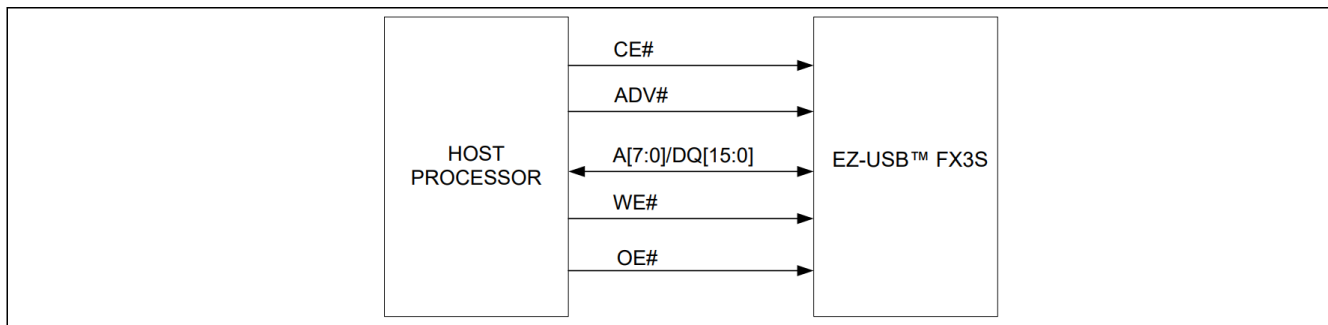 CE#
ADV#
HOST
PROCESSOR
A[7:0]/DQ[15:0]
EZ-USB™ FX3S
WE#
OE#